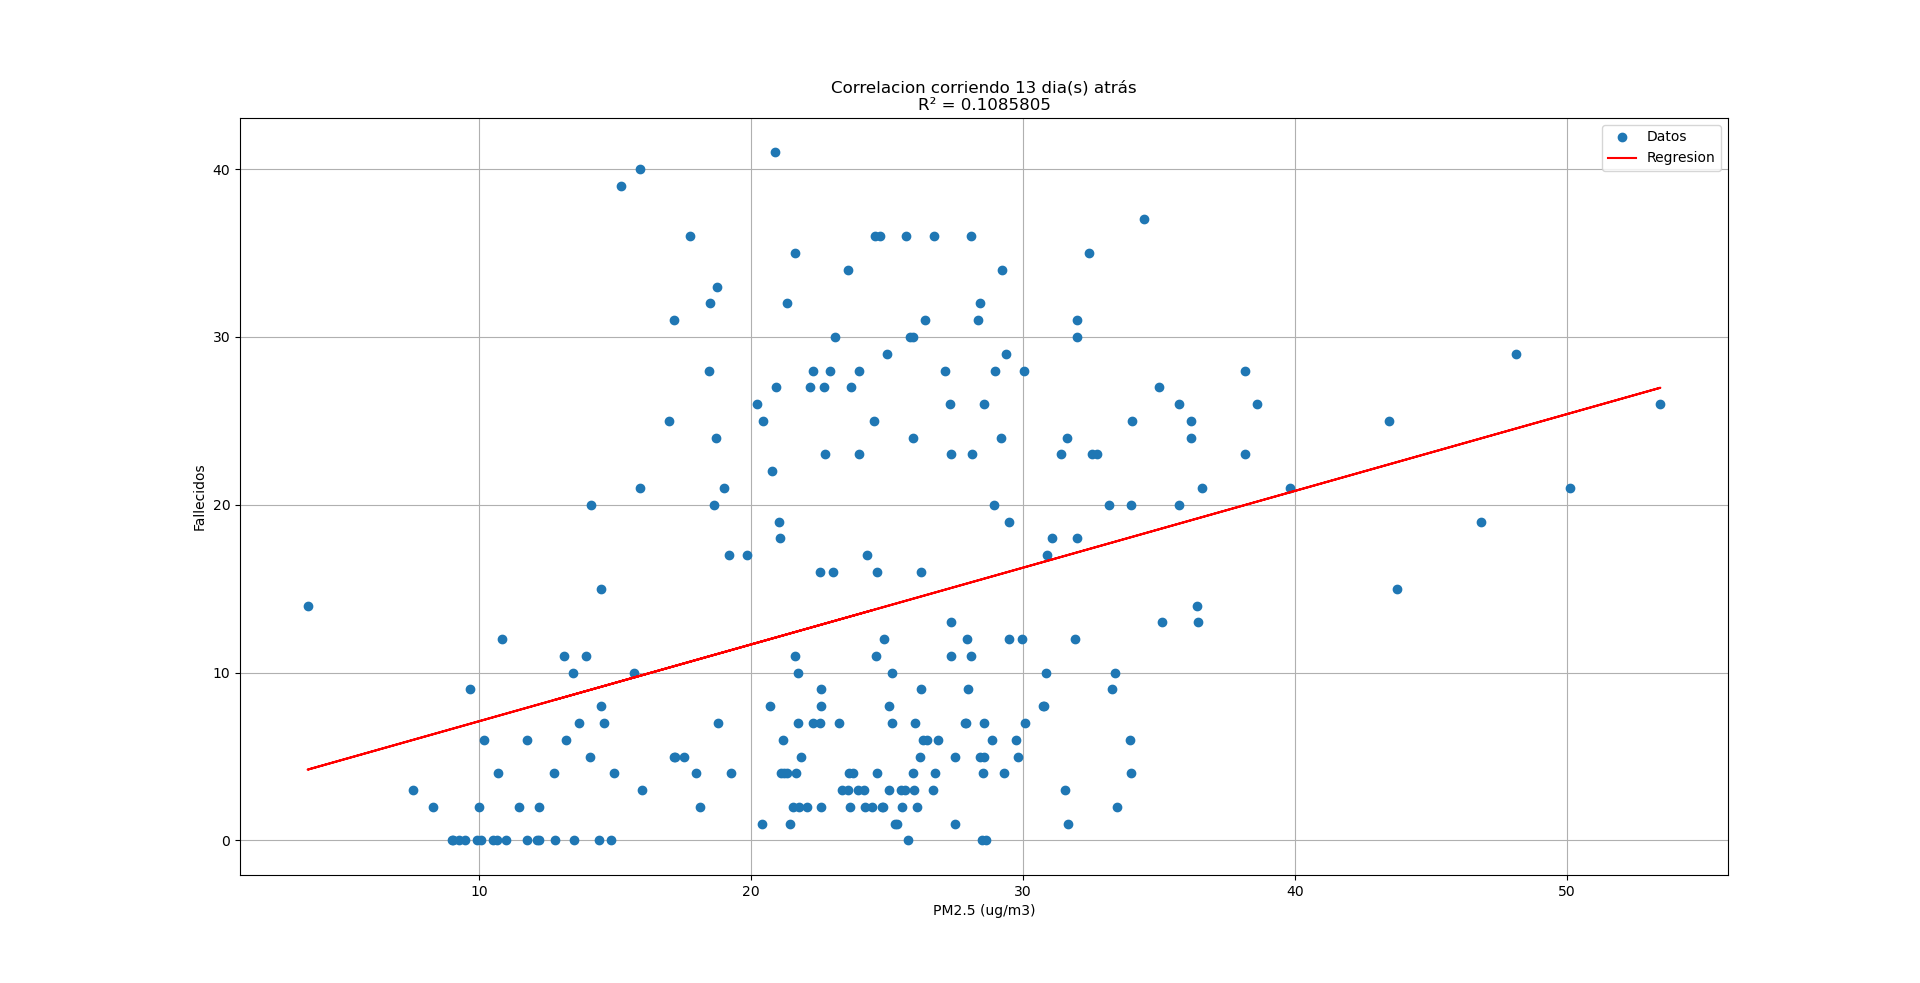 Correlacion corriendo 13 dia(s) atrás
R² = 0.1085805
Datos
Regresion
40
30
20
10
0
Fallecidos
10
20
30
40
50
PM2.5 (ug/m3)